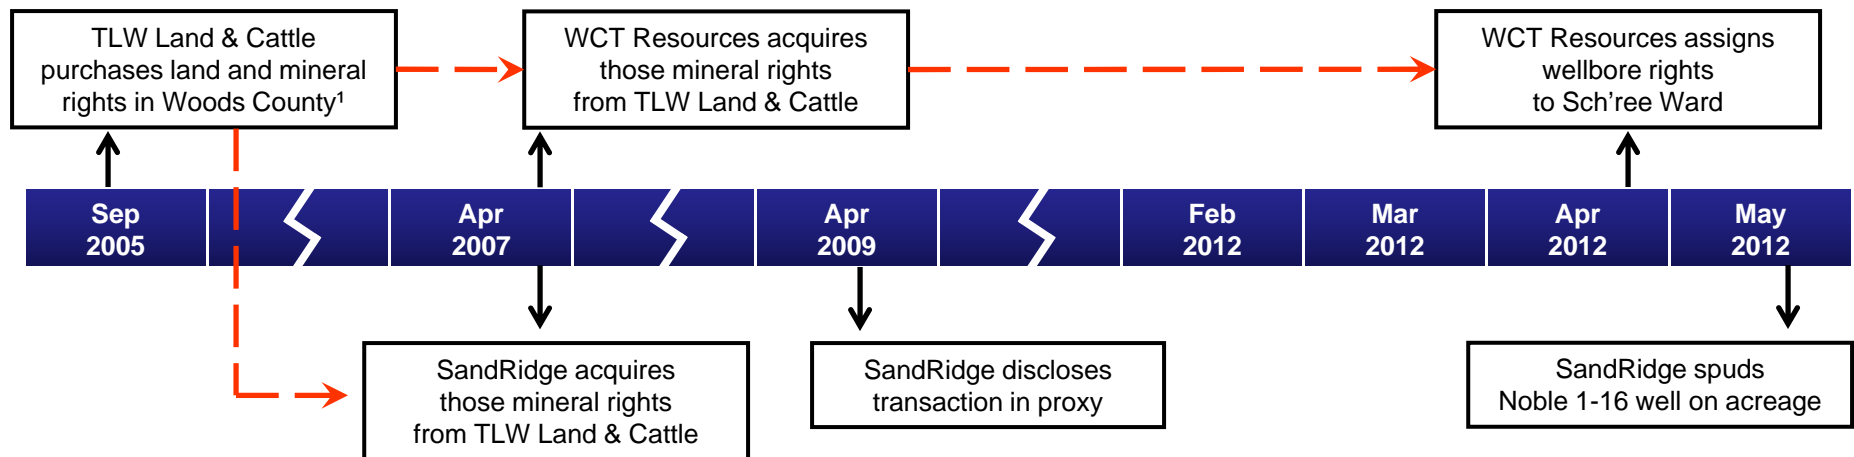 TLW Land & Cattle
purchases land and mineral
rights in Woods County¹
WCT Resources acquires
those mineral rights
from TLW Land & Cattle
WCT Resources assigns
wellbore rights
to Sch’ree Ward
Sep
2005
Apr
2007
Apr
2009
Feb
2012
Mar
2012
Apr
2012
May
2012
SandRidge acquires
those mineral rights
from TLW Land & Cattle
SandRidge discloses
transaction in proxy
SandRidge spuds
Noble 1-16 well on acreage